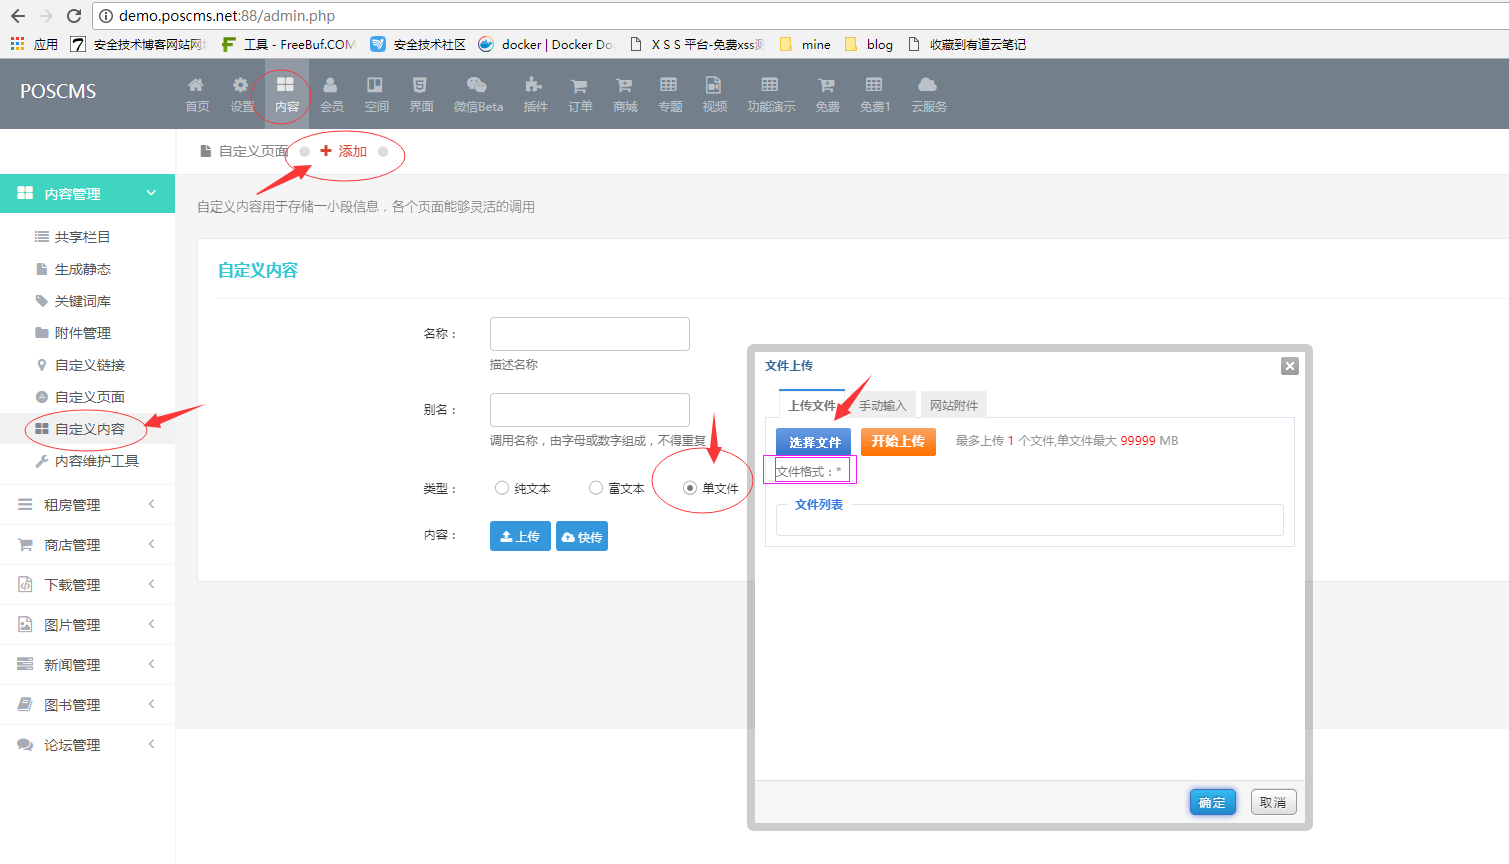 demo.poscms.net:88/admin.php
应用 安全技术博客网站网 工具 - FreeBuf.COM 安全技术社区 docker | Docker Do X S S 平台-免费xss测 mine blog 收藏到有道云笔记
POSCMS
首页 设置 内容 会员 空间 界面 微信Beta 插件 订单 商城 专题 视频 功能演示 免费 免费1 云服务
自定义页面 添加
内容管理
共享栏目
生成静态
关键词库
附件管理
自定义链接
自定义页面
自定义内容
内容维护工具
租房管理
商店管理
下载管理
图片管理
新闻管理
图书管理
论坛管理
自定义内容用于存储一小段信息，各个页面能够灵活的调用
自定义内容
名称：
描述名称
别名：
调用名称，由字母或数字组成，不得重复
类型： 纯文本 富文本 单文件
内容： 上传 快传
文件上传
上传文件 手动输入 网站附件
选择文件 开始上传 最多上传 1 个文件,单文件最大 99999 MB
文件格式：*
文件列表
确定 取消